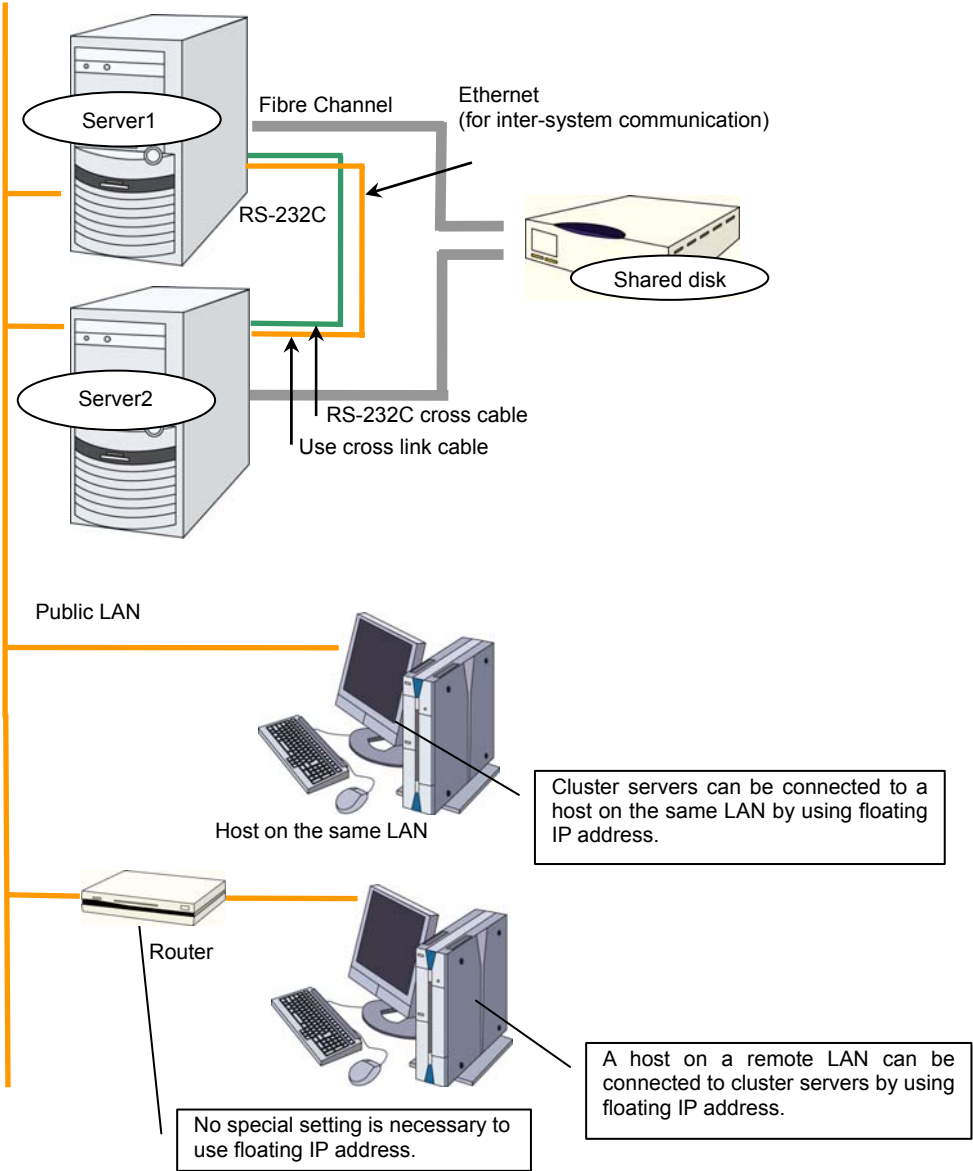 Server1
Fibre Channel
Ethernet
(for inter-system communication)
RS-232C
Shared disk
Server2
RS-232C cross cable
Use cross link cable
Public LAN
Cluster servers can be connected to a
host on the same LAN by using floating
IP address.
Host on the same LAN
Router
A host on a remote LAN can be
connected to cluster servers by using
floating IP address.
No special setting is necessary to
use floating IP address.